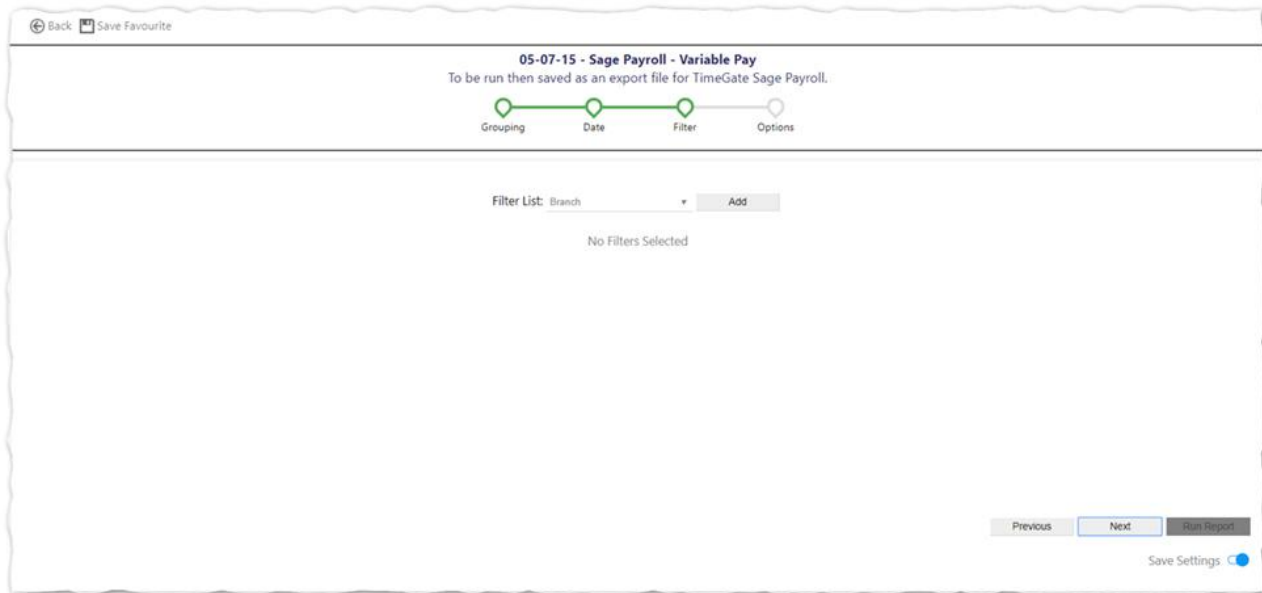 Back Save Favourite
05-07-15 - Sage Payroll - Variable Pay
To be run then saved as an export file for TimeGate Sage Payroll.
Grouping Date Filter Options
Filter List: Branch Add
No Filters Selected
Previous Next Run Report
Save Settings